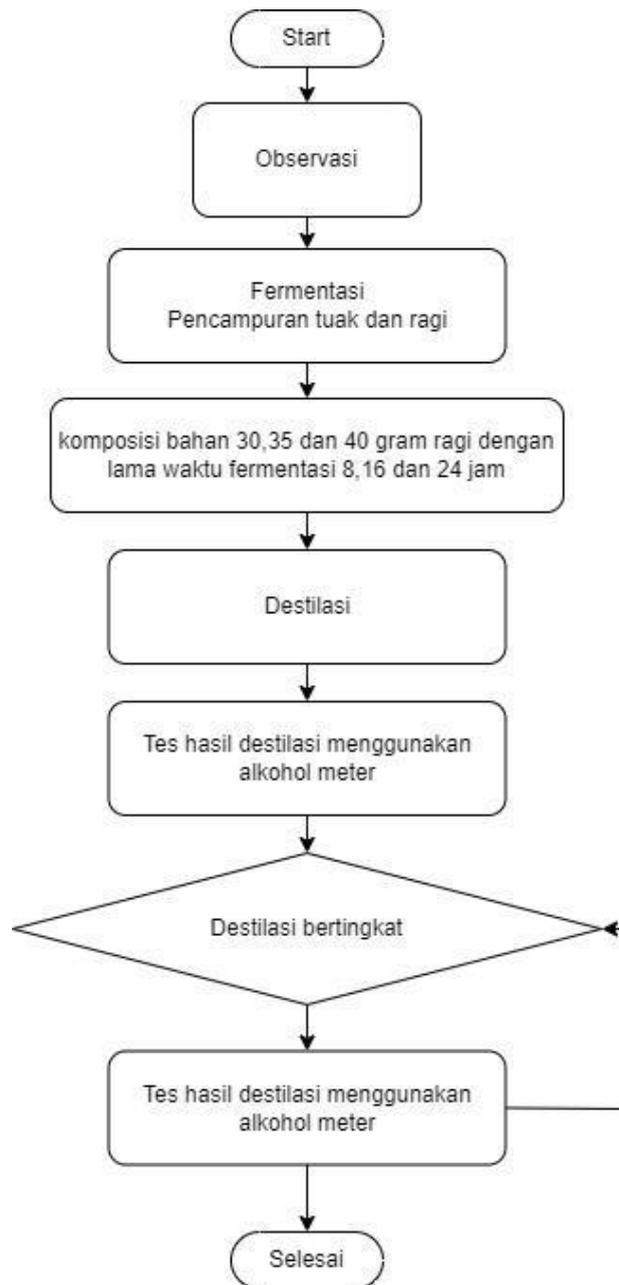 Start
Observasi
Fermentasi
Pencampuran tuak dan ragi
komposisi bahan 30,35 dan 40 gram ragi dengan
lama waktu fermentasi 8,16 dan 24 jam
Destilasi
Tes hasil destilasi menggunakan
alkohol meter
Destilasi bertingkat
Tes hasil destilasi menggunakan
alkohol meter
Selesai